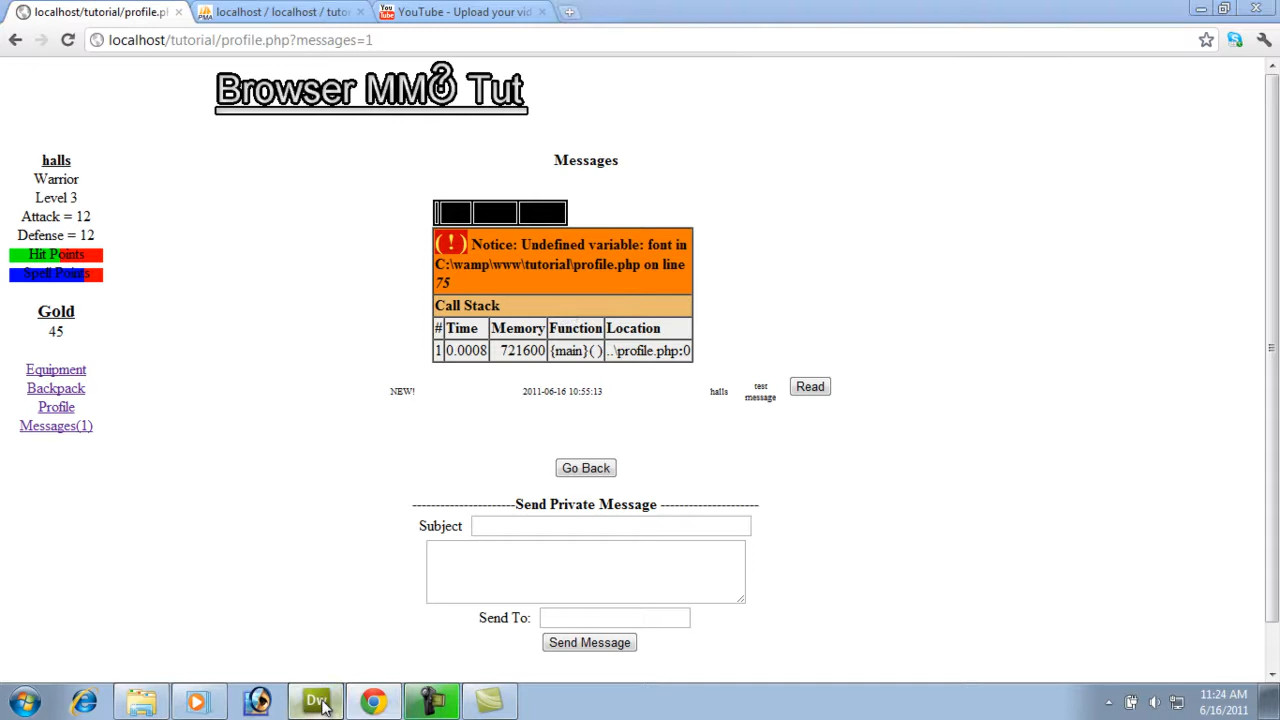 localhost/tutorial/profile.p
localhost / localhost / tuto
YouTube - Upload your vid
localhost/tutorial/profile.php?messages=1
Browser MMO Tut
halls
Warrior
Level 3
Attack = 12
Defense = 12
Hit Points
Spell Points
Gold
45
Equipment
Backpack
Profile
Messages(1)
Messages
( ! ) Notice: Undefined variable: font in
C:\wamp\www\tutorial\profile.php on line
75
Call Stack
# Time Memory Function Location
1 0.0008 721600 {main}( ) ..\profile.php:0
NEW! 2011-06-16 10:55:13 halls test message Read
Go Back
----------------------Send Private Message ---------------------
Subject
Send To:
Send Message
Dw
11:24 AM
6/16/2011